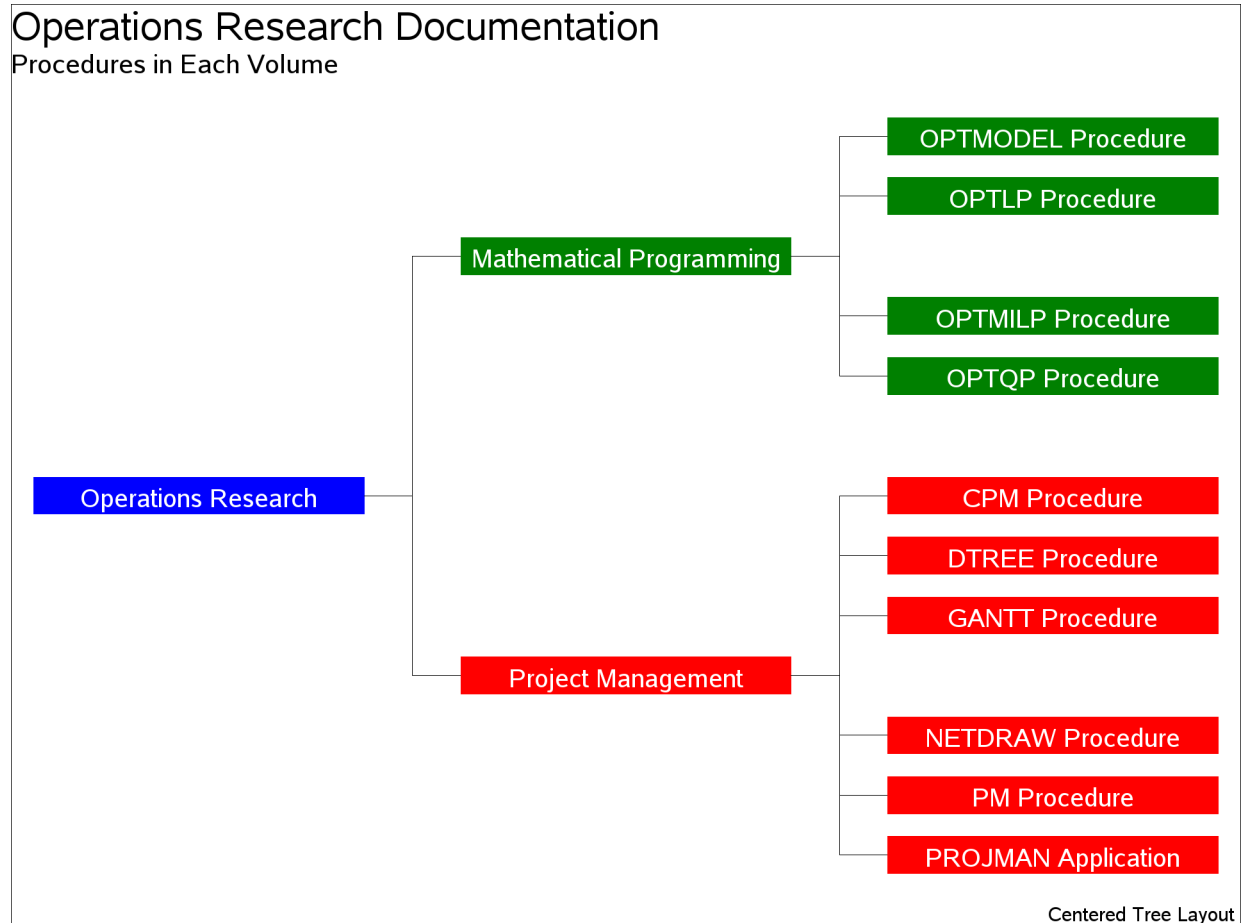 Operations Research Documentation
Procedures in Each Volume
OPTMODEL Procedure
OPTLP Procedure
Mathematical Programming
OPTMILP Procedure
OPTQP Procedure
Operations Research
CPM Procedure
DTREE Procedure
GANTT Procedure
Project Management
NETDRAW Procedure
PM Procedure
PROJMAN Application
Centered Tree Layout